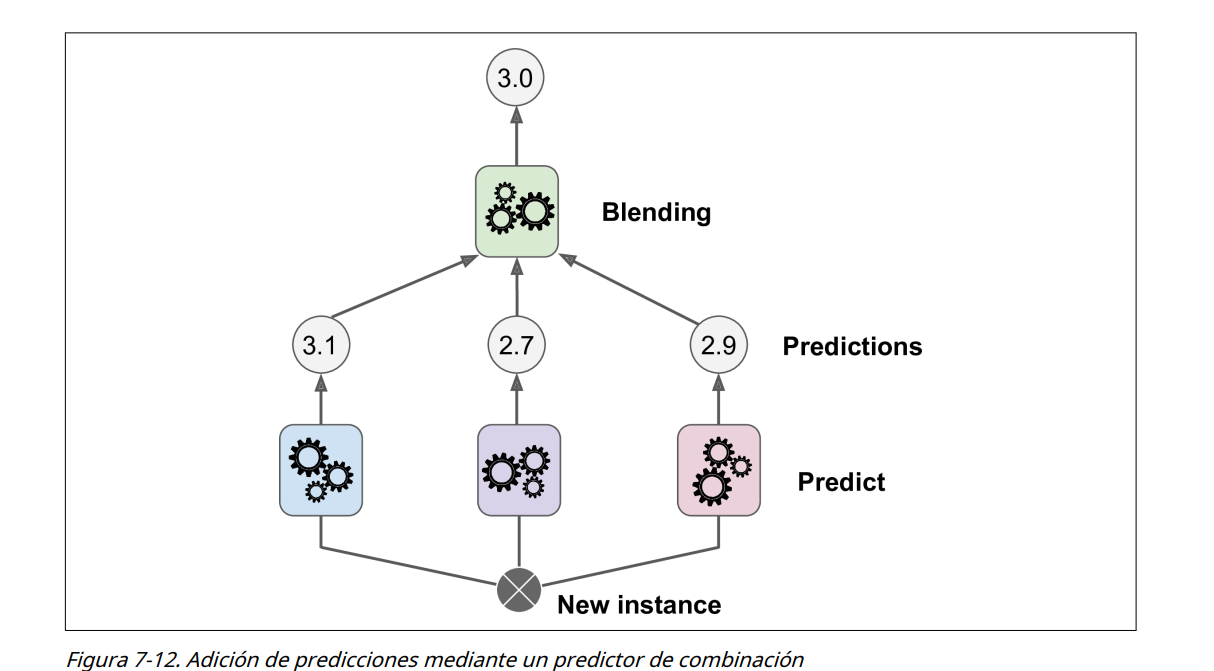 3.0
Blending
3.1 2.7 2.9 Predictions
Predict
New instance
Figura 7-12. Adición de predicciones mediante un predictor de combinación